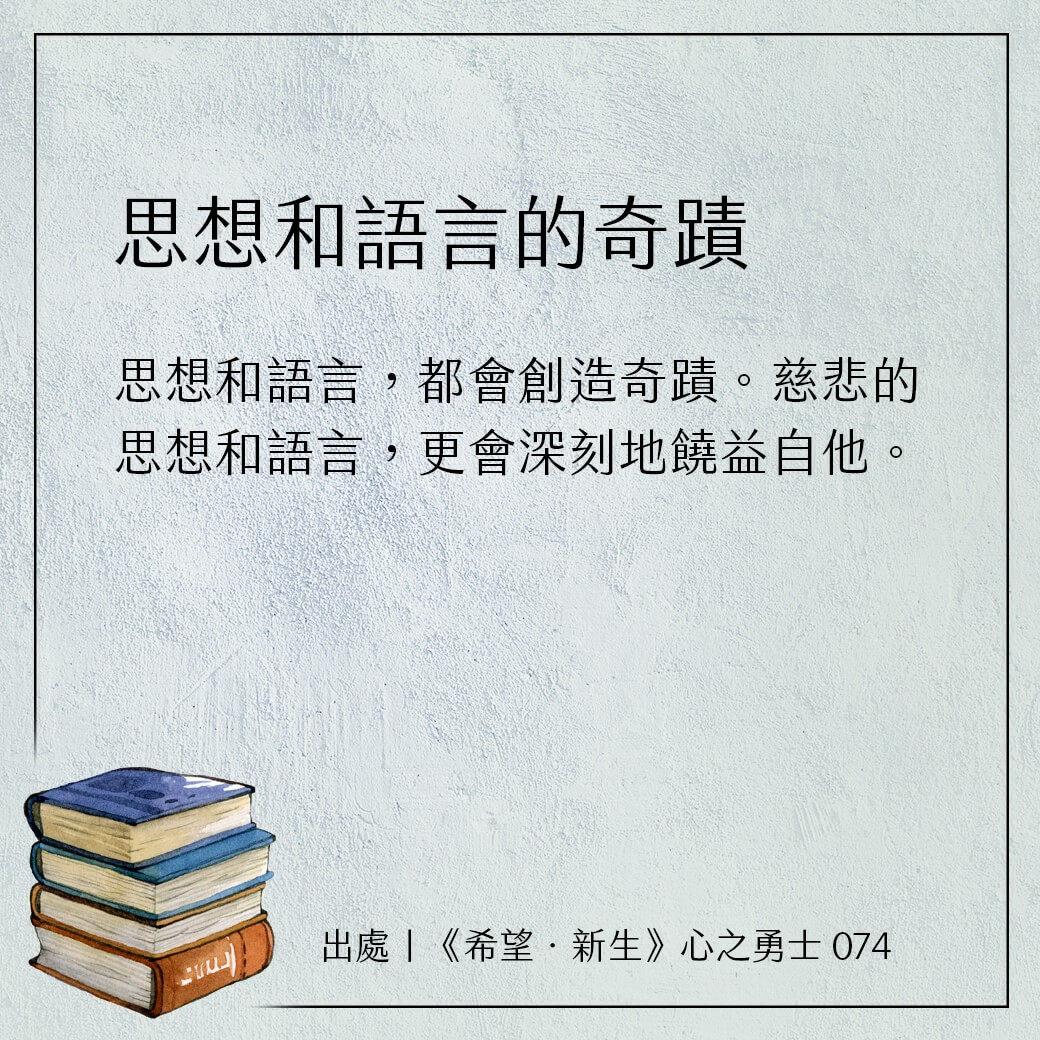 思想和語言的奇蹟
思想和語言，都會創造奇蹟。慈悲的
思想和語言，更會深刻地饒益自他。
出處｜《希望‧新生》心之勇士 074